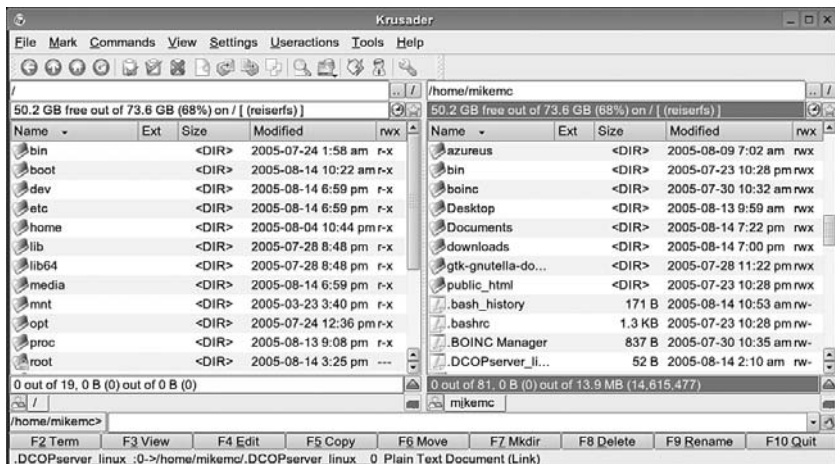 Krusader
File Mark Commands View Settings Useractions Tools Help
/ .. /
50.2 GB free out of 73.6 GB (68%) on / [ (reiserfs) ]
Name Ext Size Modified rwx
bin <DIR> 2005-07-24 1:58 am r-x
boot <DIR> 2005-08-14 10:22 am r-x
dev <DIR> 2005-08-14 6:59 pm r-x
etc <DIR> 2005-08-14 6:59 pm r-x
home <DIR> 2005-08-04 10:44 pm r-x
lib <DIR> 2005-07-28 8:48 pm r-x
lib64 <DIR> 2005-07-28 8:48 pm r-x
media <DIR> 2005-08-14 6:59 pm r-x
mnt <DIR> 2005-03-23 3:40 pm r-x
opt <DIR> 2005-07-24 12:36 pm r-x
proc <DIR> 2005-08-13 9:08 pm r-x
root <DIR> 2005-08-14 3:25 pm ---
0 out of 19, 0 B (0) out of 0 B (0)
/
/home/mikemc .. /
50.2 GB free out of 73.6 GB (68%) on / [ (reiserfs) ]
Name Ext Size Modified rwx
azureus <DIR> 2005-08-09 7:02 am rwx
bin <DIR> 2005-07-23 10:28 pm rwx
boinc <DIR> 2005-07-30 10:32 am rwx
Desktop <DIR> 2005-08-13 9:59 am rwx
Documents <DIR> 2005-08-14 7:22 pm rwx
downloads <DIR> 2005-08-14 7:00 pm rwx
gtk-gnutella-do... <DIR> 2005-07-28 11:22 pm rwx
public_html <DIR> 2005-07-23 10:28 pm rwx
.bash_history 171 B 2005-08-14 10:53 am rw-
.bashrc 1.3 KB 2005-07-23 10:28 pm rw-
.BOINC Manager 837 B 2005-07-30 10:35 am rw-
.DCOPserver_li... 52 B 2005-08-14 2:10 am rw-
0 out of 81, 0 B (0) out of 13.9 MB (14,615,477)
mikemc
/home/mikemc>
F2 Term F3 View F4 Edit F5 Copy F6 Move F7 Mkdir F8 Delete F9 Rename F10 Quit
.DCOPserver_linux_:0->/home/mikemc/.DCOPserver_linux__0 Plain Text Document (Link)